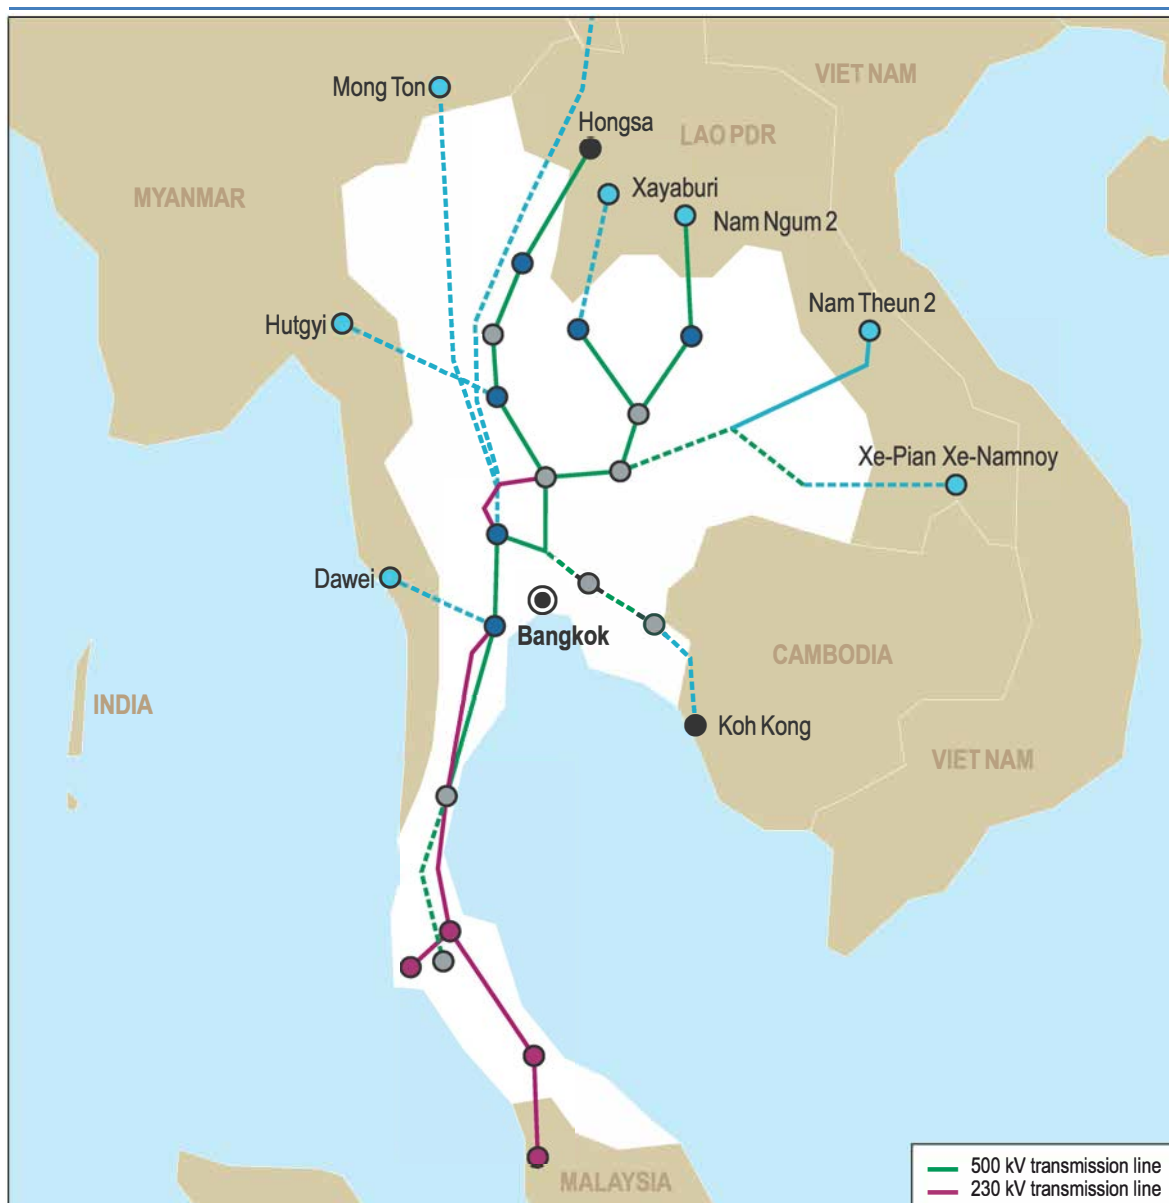 Mong Ton
VIET NAM
Hongsa
LAO PDR
MYANMAR
Xayaburi
Nam Ngum 2
Nam Theun 2
Hutgyi
Xe-Pian Xe-Namnoy
Dawei
Bangkok
CAMBODIA
INDIA
Koh Kong
VIET NAM
MALAYSIA
500 kV transmission line
230 kV transmission line